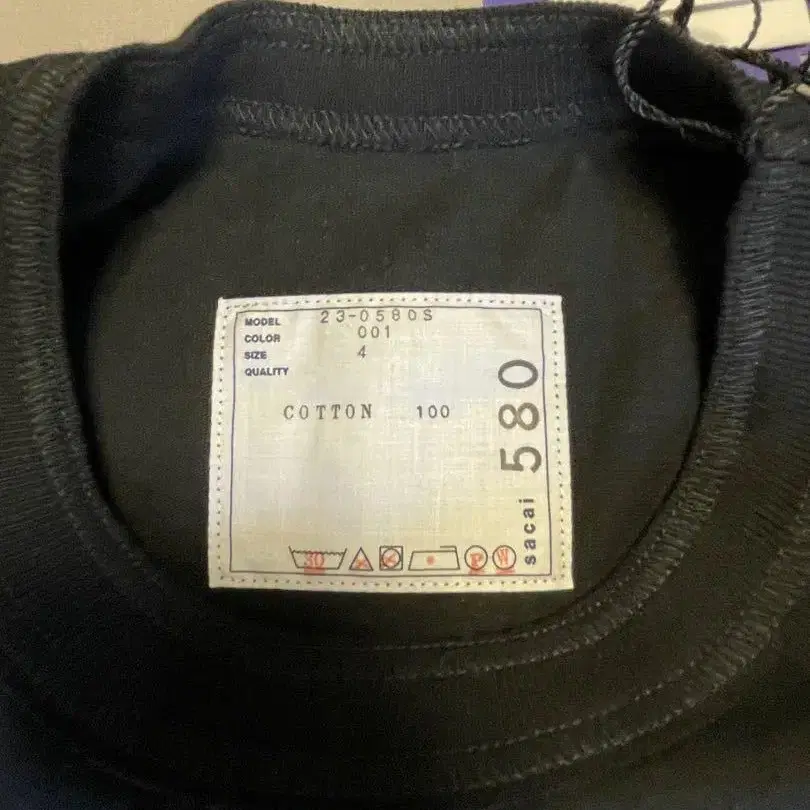 MODEL 23-0580S
COLOR 001
SIZE 4
QUALITY
COTTON 100
sacai 580
30
P W